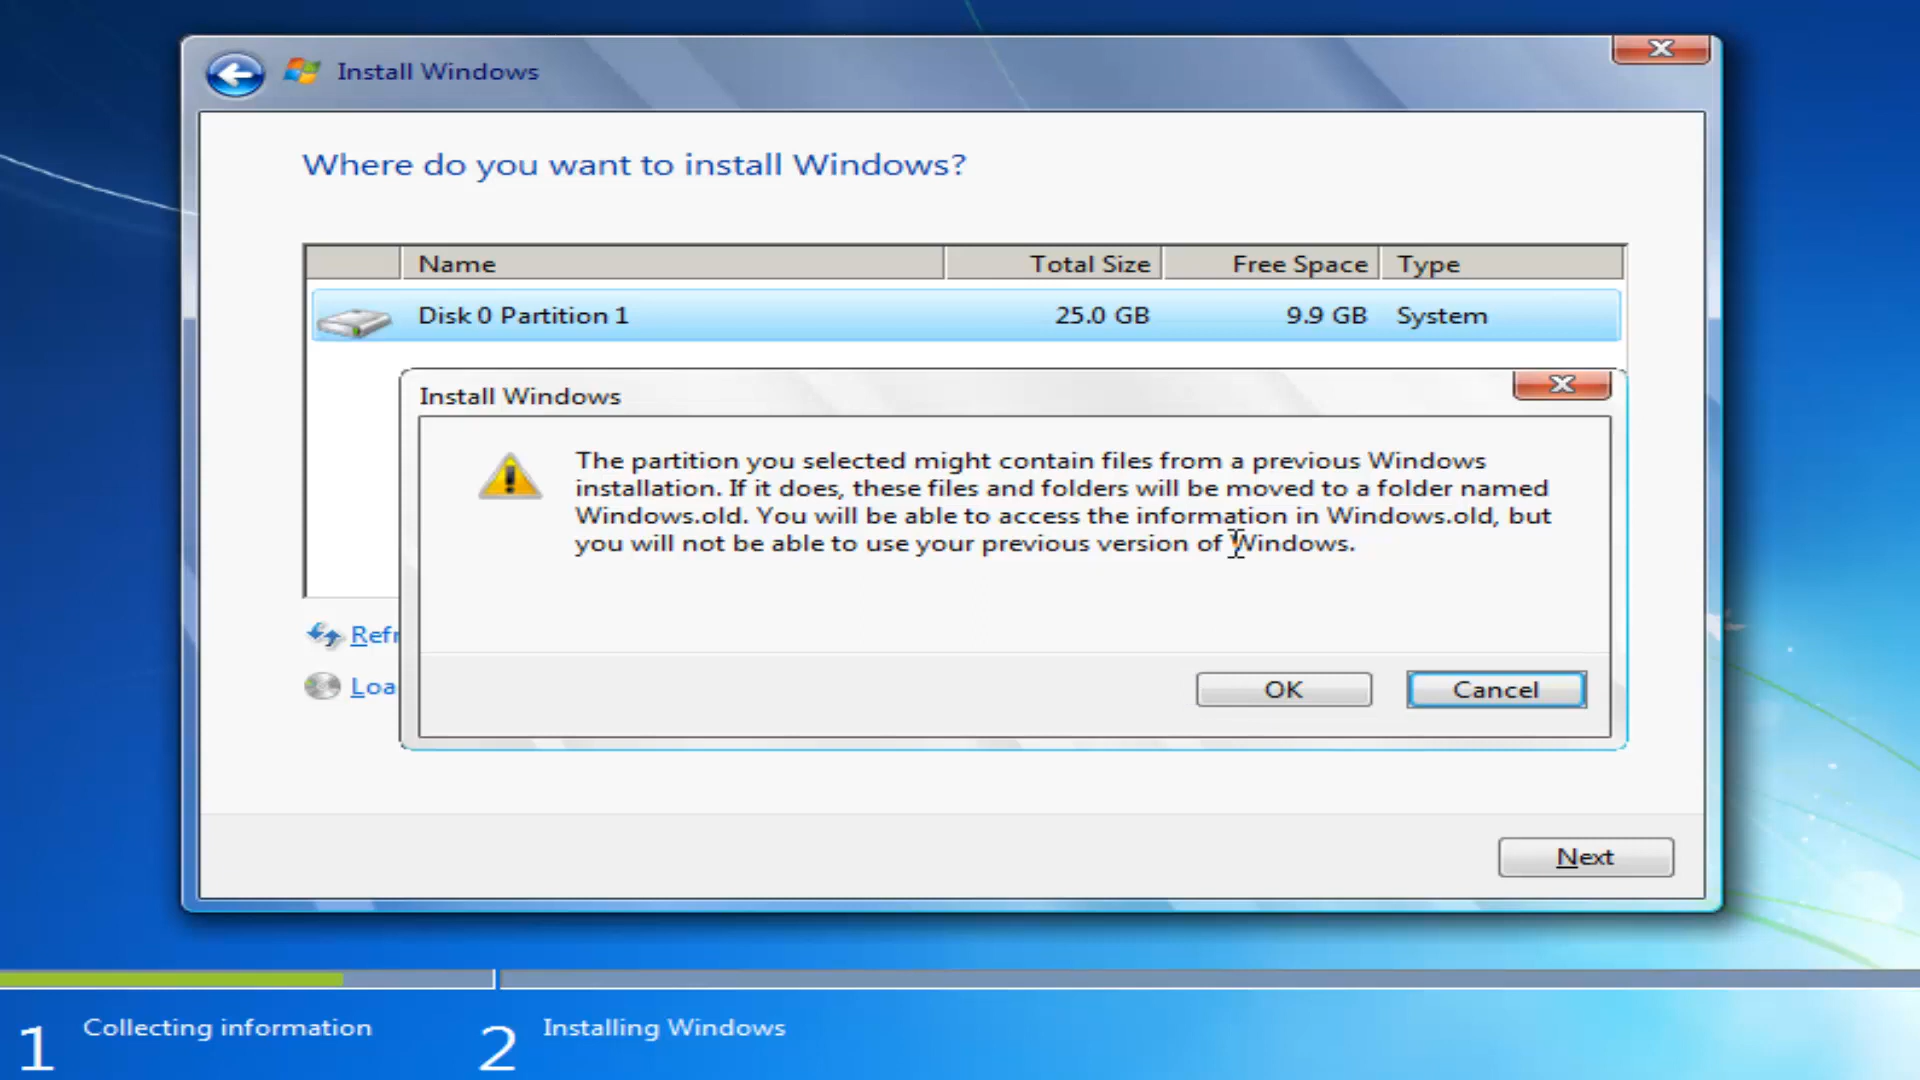 Install Windows
Where do you want to install Windows?
Name Total Size Free Space Type
Disk 0 Partition 1 25.0 GB 9.9 GB System
Install Windows
The partition you selected might contain files from a previous Windows
installation. If it does, these files and folders will be moved to a folder named
Windows.old. You will be able to access the information in Windows.old, but
you will not be able to use your previous version of Windows.
Refr
Loa
OK Cancel
Next
1 Collecting information 2 Installing Windows